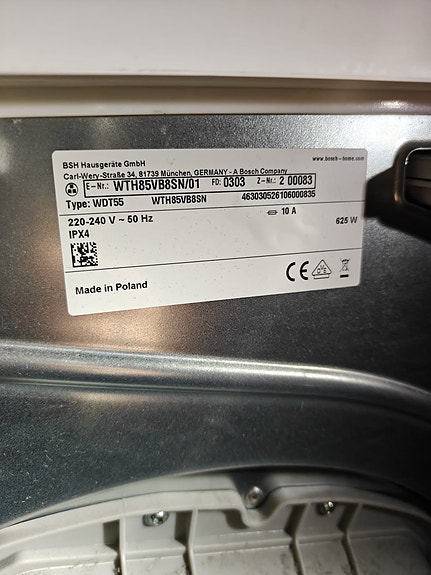 BSH Hausgeräte GmbH www.bosch-home.com
Carl-Wery-Straße 34, 81739 München, GERMANY - A Bosch Company
E-Nr.: WTH85VB8SN/01 FD: 0303 Z-Nr.: 2 00083
Type: WDT55 WTH85VB8SN 463030526106000835
220-240 V ~ 50 Hz 10 A 625 W
IPX4
Made in Poland CE